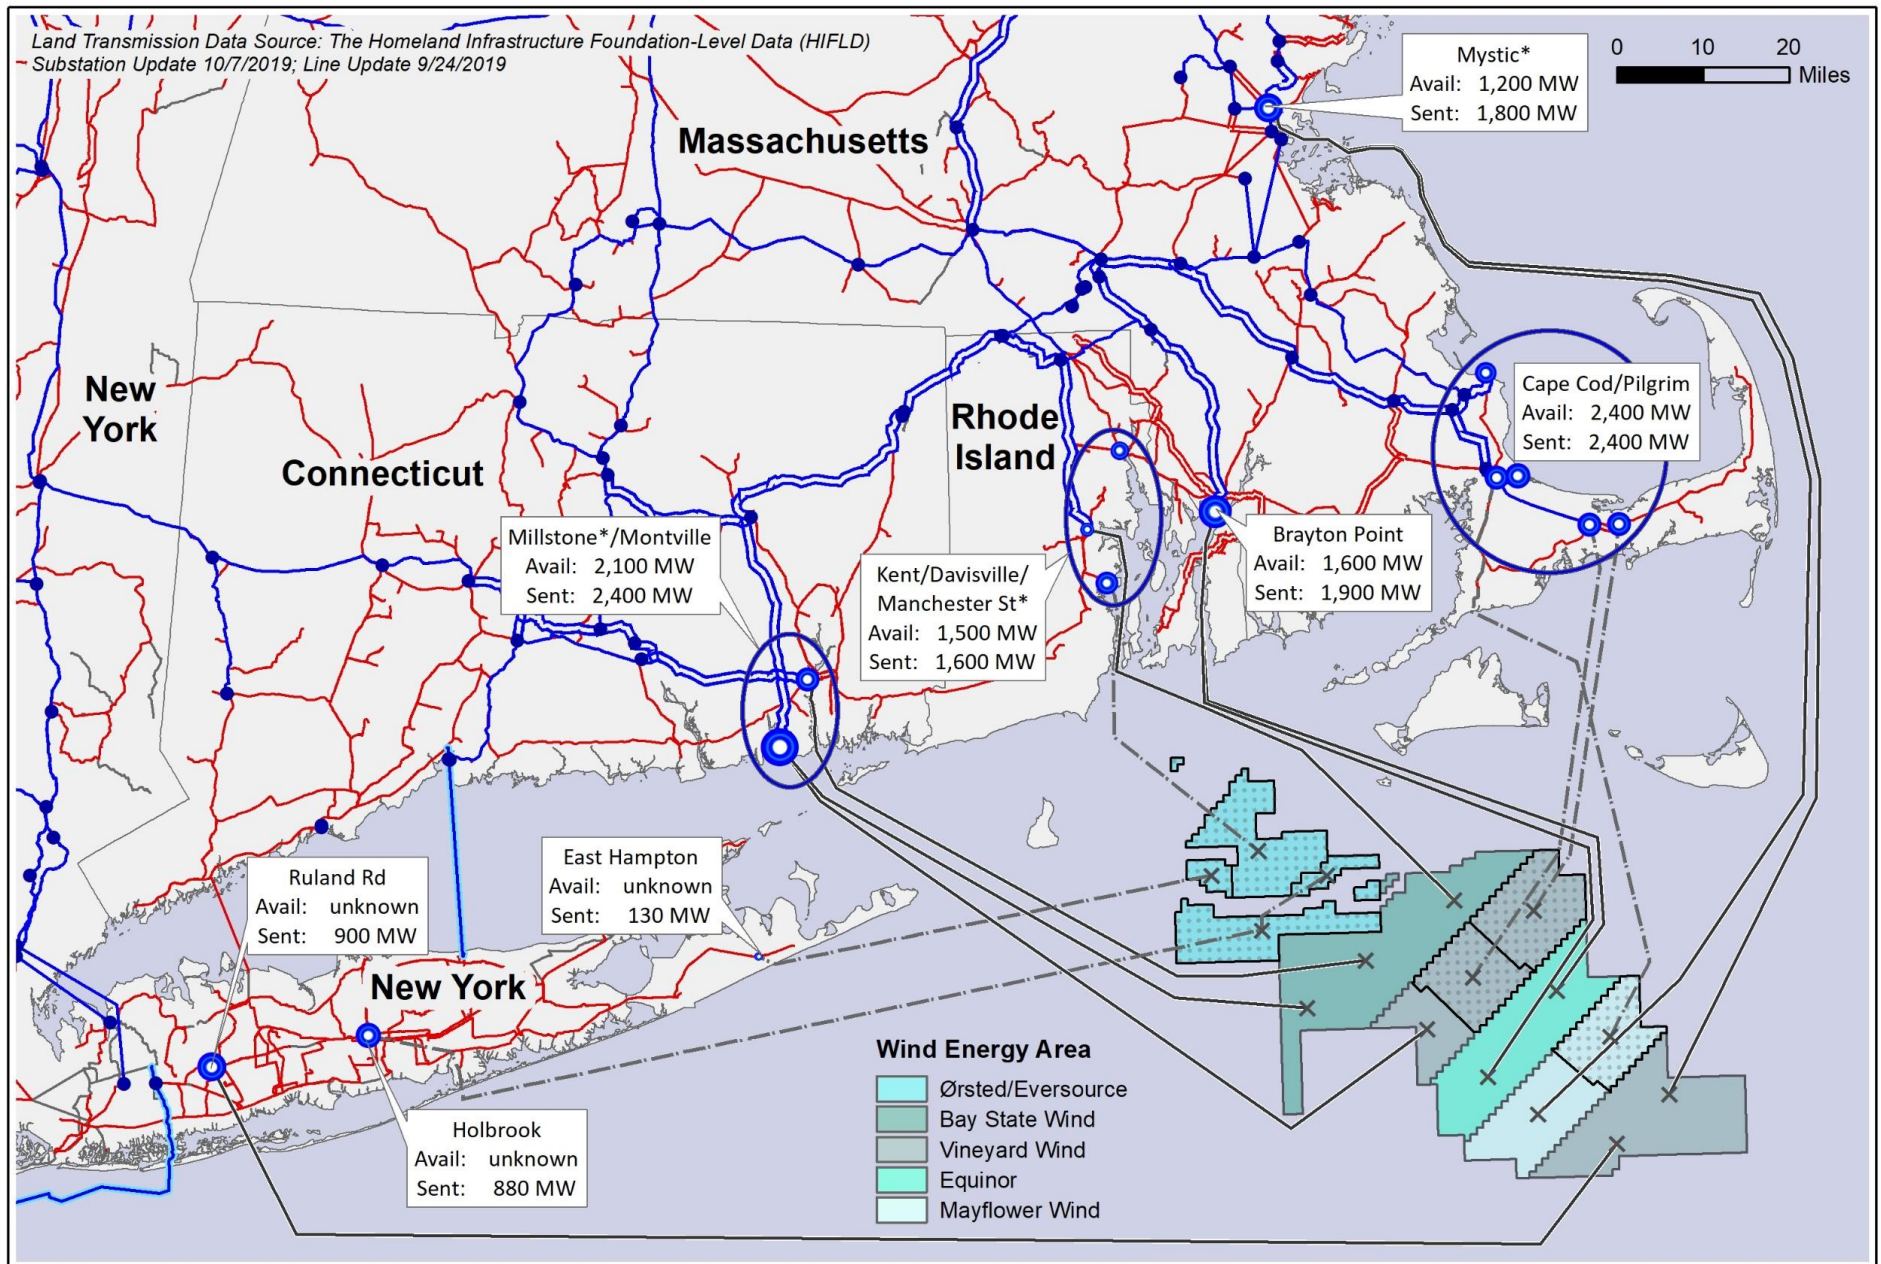 Land Transmission Data Source: The Homeland Infrastructure Foundation-Level Data (HIFLD)
Substation Update 10/7/2019; Line Update 9/24/2019
0 10 20
Miles
Mystic*
Avail: 1,200 MW
Sent: 1,800 MW
Massachusetts
New
York
Connecticut
Rhode
Island
Cape Cod/Pilgrim
Avail: 2,400 MW
Sent: 2,400 MW
Millstone*/Montville
Avail: 2,100 MW
Sent: 2,400 MW
Kent/Davisville/
Manchester St*
Avail: 1,500 MW
Sent: 1,600 MW
Brayton Point
Avail: 1,600 MW
Sent: 1,900 MW
Ruland Rd
Avail: unknown
Sent: 900 MW
East Hampton
Avail: unknown
Sent: 130 MW
New York
Holbrook
Avail: unknown
Sent: 880 MW
Wind Energy Area
Ørsted/Eversource
Bay State Wind
Vineyard Wind
Equinor
Mayflower Wind